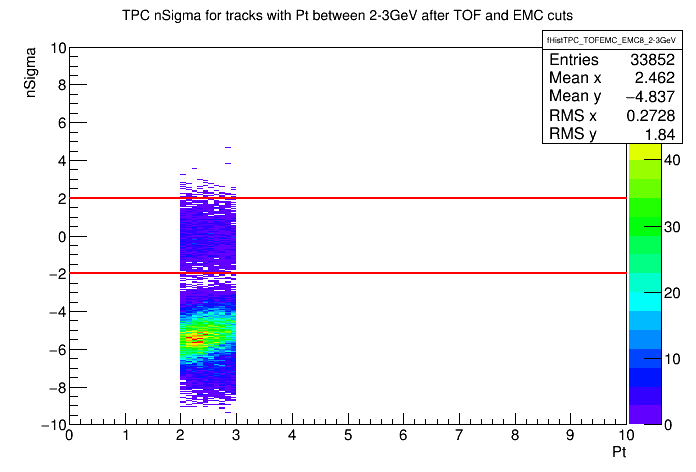 TPC nSigma for tracks with Pt between 2-3GeV after TOF and EMC cuts
fHistTPC_TOFEMC_EMC8_2-3GeV
Entries 33852
Mean x 2.462
Mean y −4.837
RMS x 0.2728
RMS y 1.84
nSigma
10
8
6
4
2
0
−2
−4
−6
−8
−10
0 1 2 3 4 5 6 7 8 9 10
Pt
40
30
20
10
0